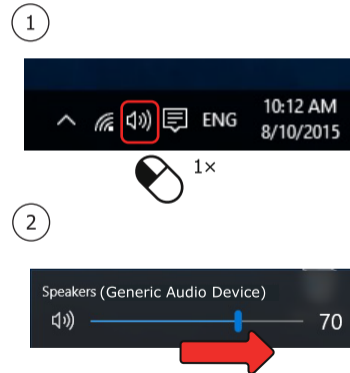 1
ENG
10:12 AM
8/10/2015
1×
2
Speakers (Generic Audio Device)
70